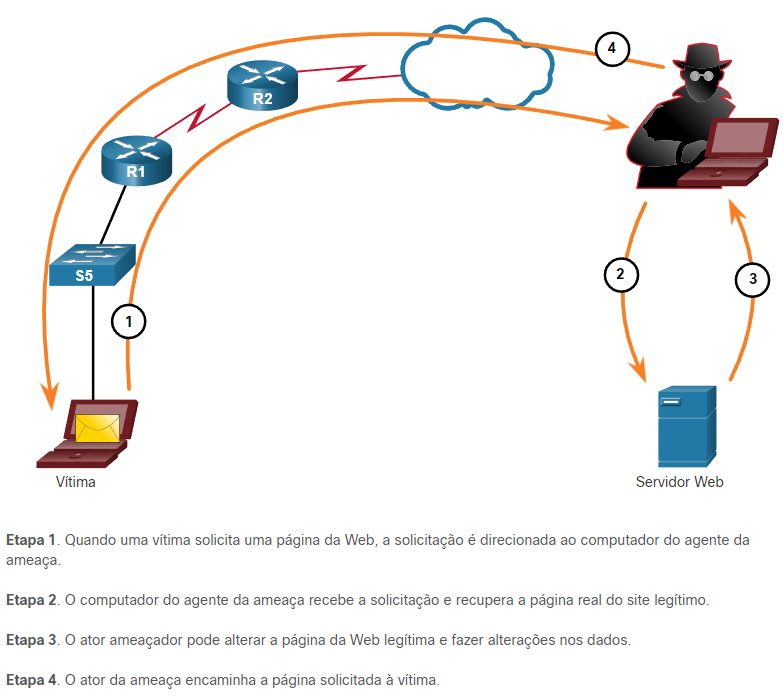 4
R2
R1
S5
2
3
1
Vítima
Servidor Web
Etapa 1. Quando uma vítima solicita uma página da Web, a solicitação é direcionada ao computador do agente da
ameaça.
Etapa 2. O computador do agente da ameaça recebe a solicitação e recupera a página real do site legítimo.
Etapa 3. O ator ameaçador pode alterar a página da Web legítima e fazer alterações nos dados.
Etapa 4. O ator da ameaça encaminha a página solicitada à vítima.